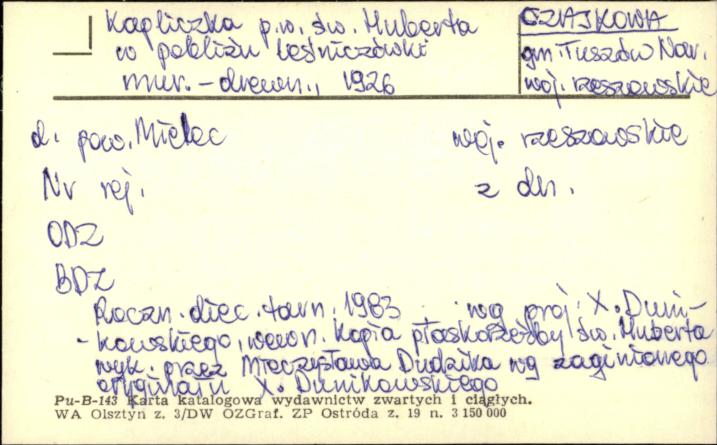 Kapliczka p.w. św. Huberta
w pobliżu leśniczówki
mur.-drewn., 1926
OZIAJKOWA
gm. Tuszów Nar.
woj. rzeszowskie
d. pow. Mielec
woj. rzeszowskie
Nr rej.
z dn.
ODZ
BDZ
Roczn. diec. tarn. 1983
wg proj. X. Duni-
-kowskiego, wewn. kopia płaskorzeźby św. Huberta
wyk. przez Mieczysława Dudzika wg zaginionego
oryginału X. Dunikowskiego
Pu-B-143 Karta katalogowa wydawnictw zwartych i ciągłych.
WA Olsztyn z. 3/DW OZGraf. ZP Ostróda z. 19 n. 3 150 000